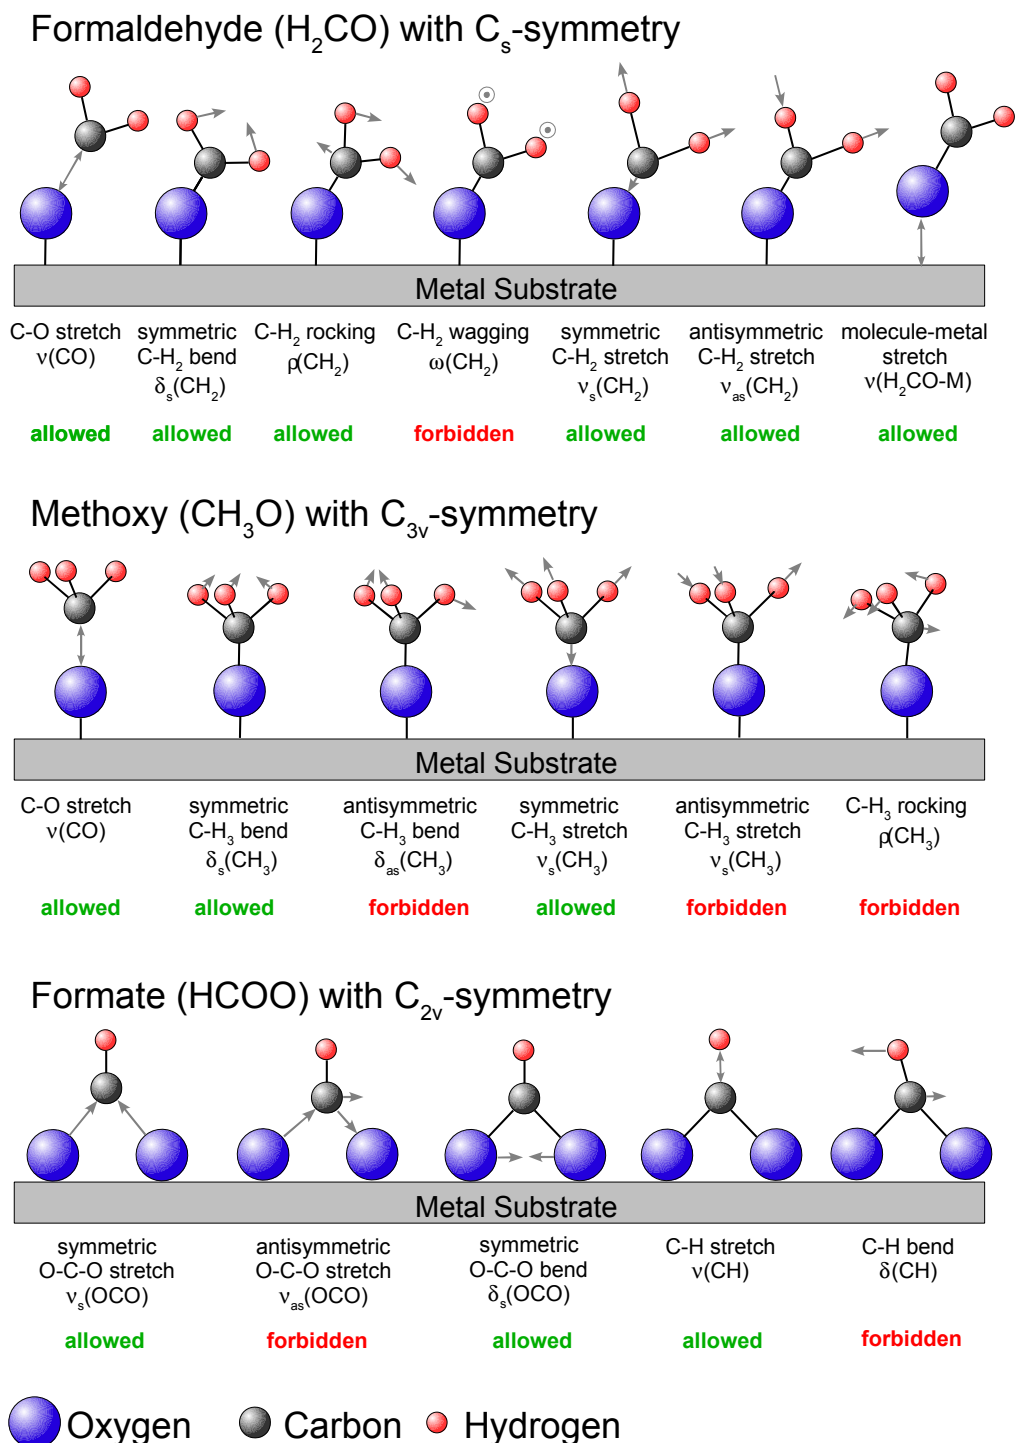 Formaldehyde (H₂CO) with Cₛ-symmetry
Metal Substrate
C-O stretch
ν(CO)
allowed
symmetric
C-H₂ bend
δₛ(CH₂)
allowed
C-H₂ rocking
ρ(CH₂)
allowed
C-H₂ wagging
ω(CH₂)
forbidden
symmetric
C-H₂ stretch
νₛ(CH₂)
allowed
antisymmetric
C-H₂ stretch
νₐₛ(CH₂)
allowed
molecule-metal
stretch
ν(H₂CO-M)
allowed
Methoxy (CH₃O) with C₃ᵥ-symmetry
Metal Substrate
C-O stretch
ν(CO)
allowed
symmetric
C-H₃ bend
δₛ(CH₃)
allowed
antisymmetric
C-H₃ bend
δₐₛ(CH₃)
forbidden
symmetric
C-H₃ stretch
νₛ(CH₃)
allowed
antisymmetric
C-H₃ stretch
νₛ(CH₃)
forbidden
C-H₃ rocking
ρ(CH₃)
forbidden
Formate (HCOO) with C₂ᵥ-symmetry
Metal Substrate
symmetric
O-C-O stretch
νₛ(OCO)
allowed
antisymmetric
O-C-O stretch
νₐₛ(OCO)
forbidden
symmetric
O-C-O bend
δₛ(OCO)
allowed
C-H stretch
ν(CH)
allowed
C-H bend
δ(CH)
forbidden
Oxygen Carbon Hydrogen